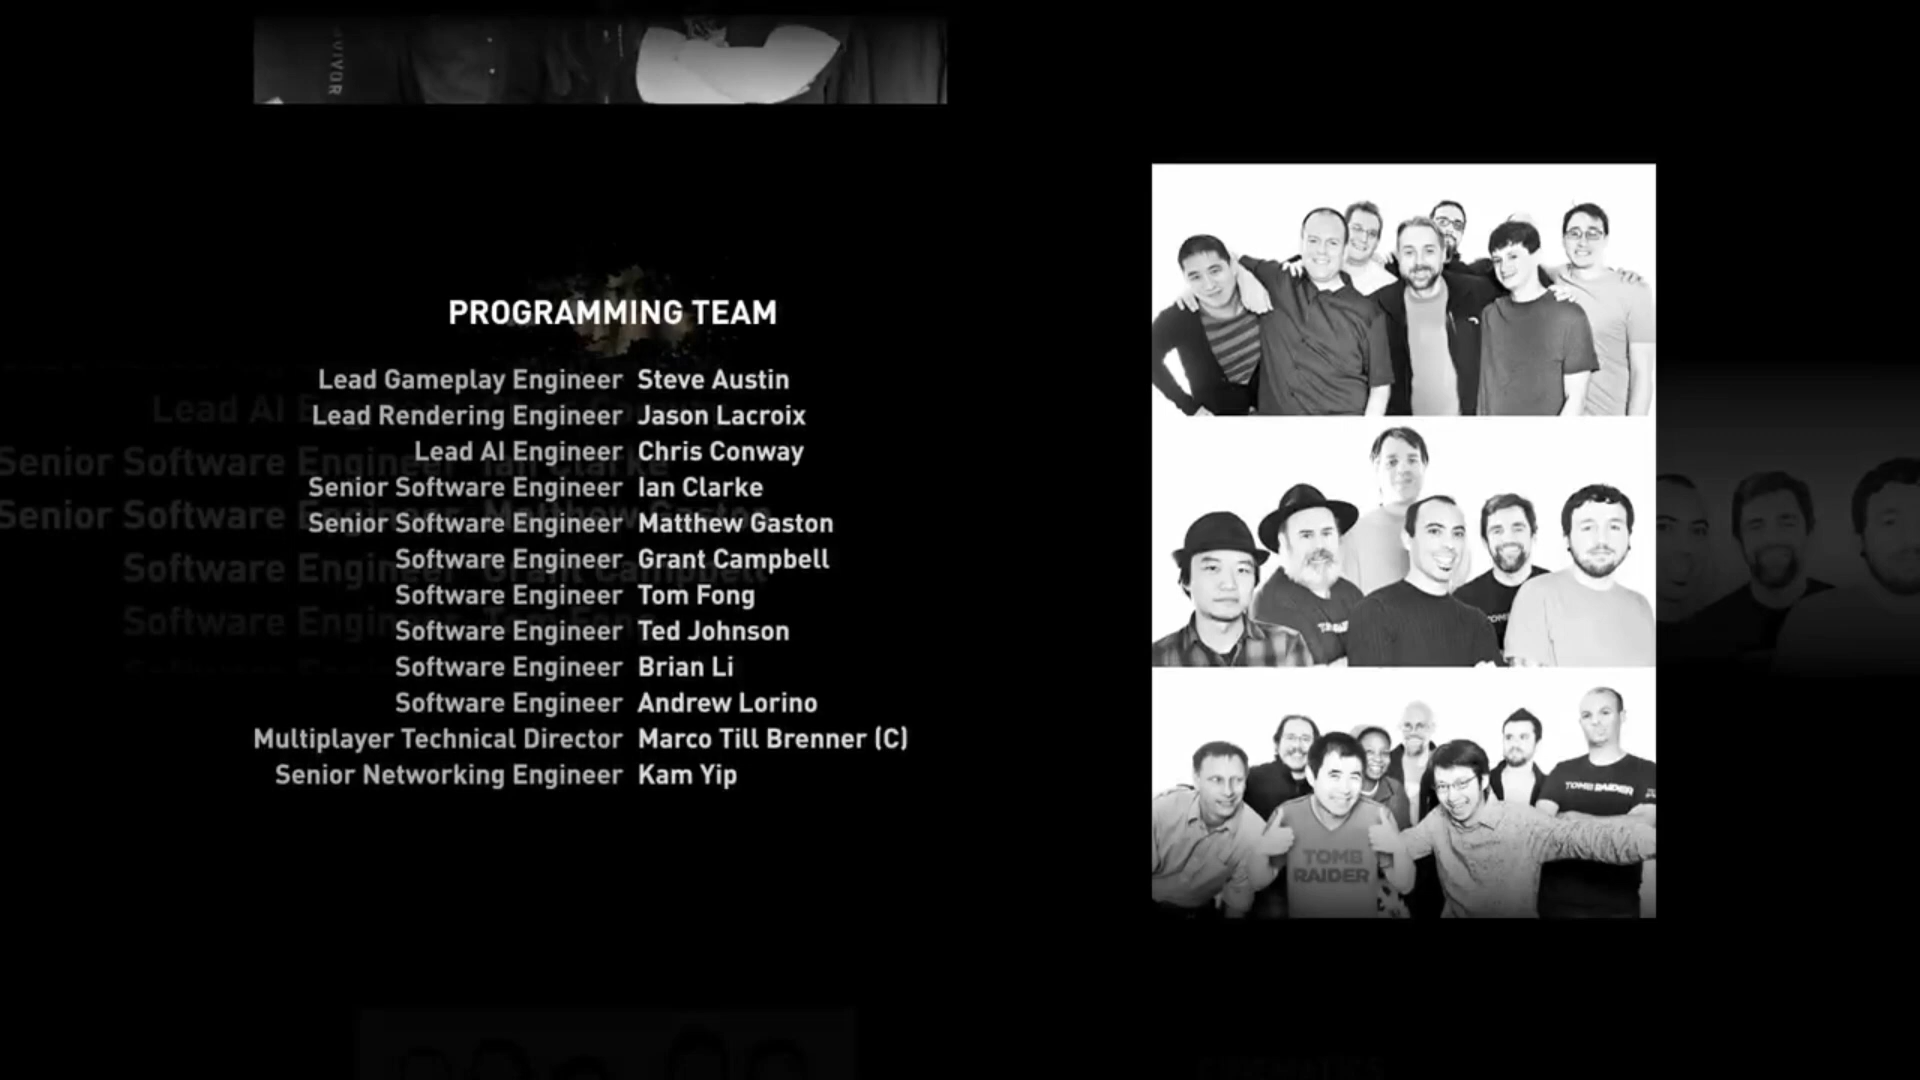 VIVOR
PROGRAMMING TEAM
Lead Gameplay Engineer Steve Austin
Lead Rendering Engineer Jason Lacroix
Lead AI Engineer Chris Conway
Senior Software Engineer Ian Clarke
Senior Software Engineer Matthew Gaston
Software Engineer Grant Campbell
Software Engineer Tom Fong
Software Engineer Ted Johnson
Software Engineer Brian Li
Software Engineer Andrew Lorino
Multiplayer Technical Director Marco Till Brenner (C)
Senior Networking Engineer Kam Yip
TOMB RAIDER
TOMB
RAIDER